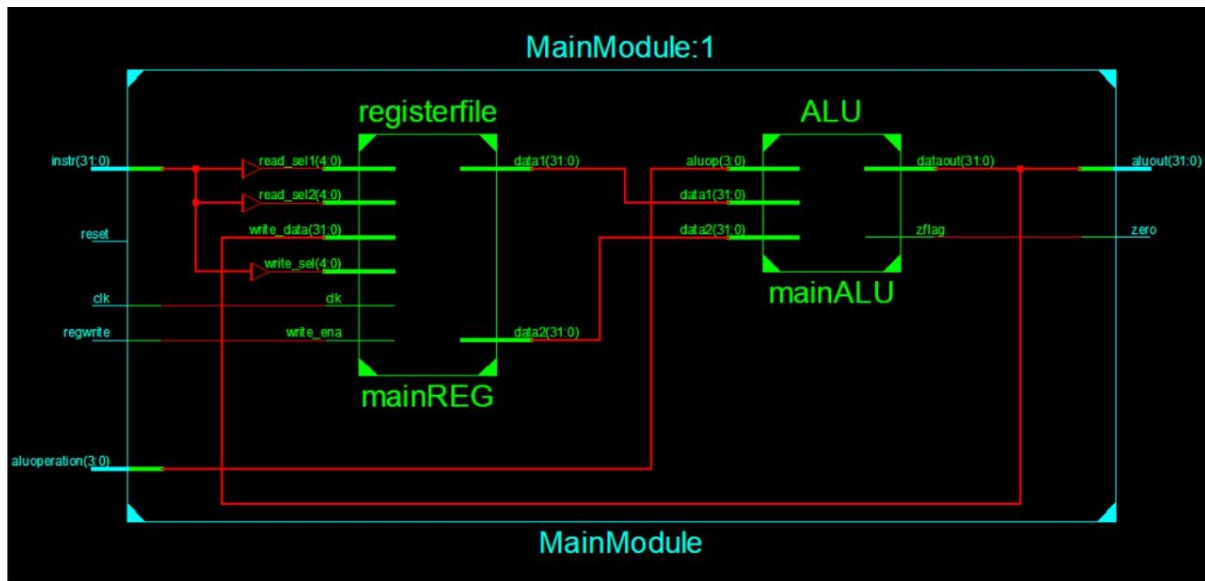 MainModule:1
registerfile
ALU
instr(31:0)
read_sel1(4:0)
data1(31:0)
aluop(3:0)
dataout(31:0)
aluout(31:0)
read_sel2(4:0)
data1(31:0)
reset
write_data(31:0)
data2(31:0)
zflag
zero
write_sel(4:0)
mainALU
clk
clk
regwrite
write_ena
data2(31:0)
mainREG
aluoperation(3:0)
MainModule